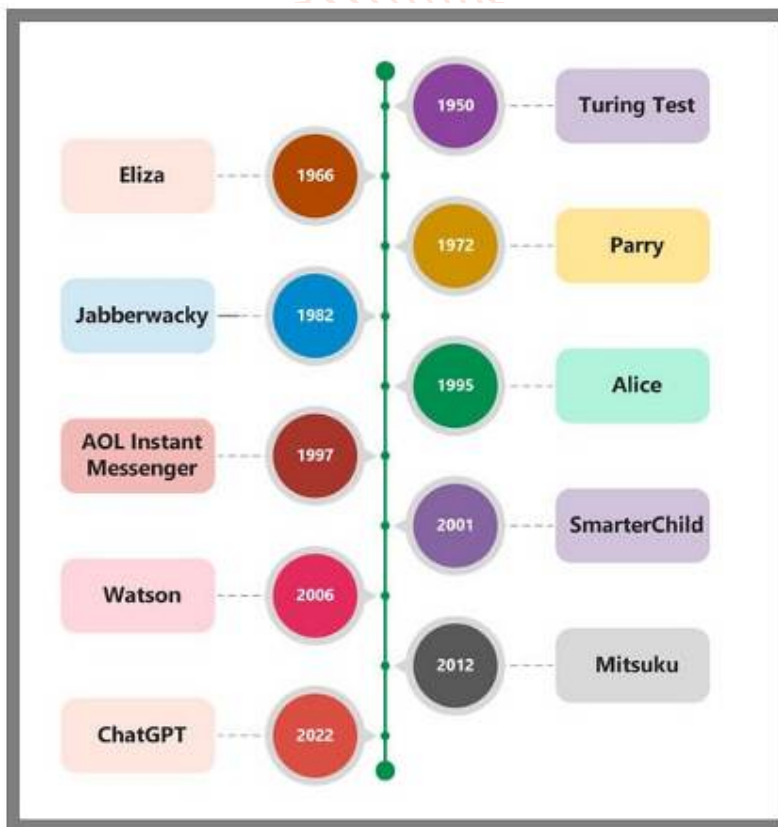 1950
Turing Test
Eliza
1966
1972
Parry
Jabberwacky
1982
1995
Alice
AOL Instant
Messenger
1997
2001
SmarterChild
Watson
2006
2012
Mitsuku
ChatGPT
2022